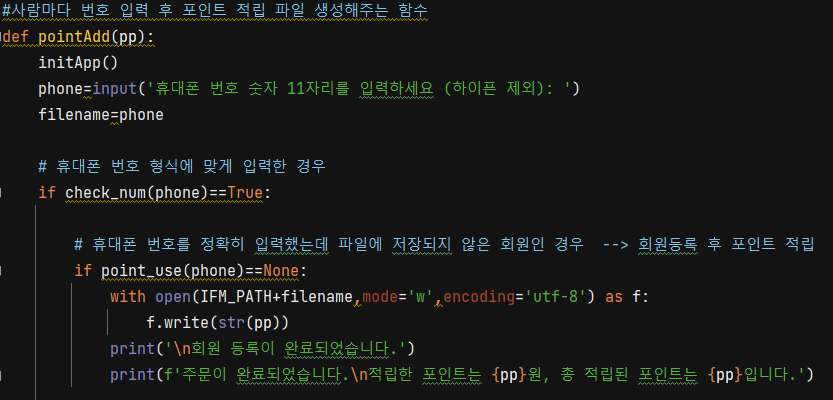 #사람마다 번호 입력 후 포인트 적립 파일 생성해주는 함수
def pointAdd(pp):
    initApp()
    phone=input('휴대폰 번호 숫자 11자리를 입력하세요 (하이픈 제외): ')
    filename=phone

    # 휴대폰 번호 형식에 맞게 입력한 경우
    if check_num(phone)==True:

        # 휴대폰 번호를 정확히 입력했는데 파일에 저장되지 않은 회원인 경우  --> 회원등록 후 포인트 적립
        if point_use(phone)==None:
            with open(IFM_PATH+filename,mode='w',encoding='utf-8') as f:
                f.write(str(pp))
            print('\n회원 등록이 완료되었습니다.')
            print(f'주문이 완료되었습니다.\n적립한 포인트는 {pp}원, 총 적립된 포인트는 {pp}입니다.')